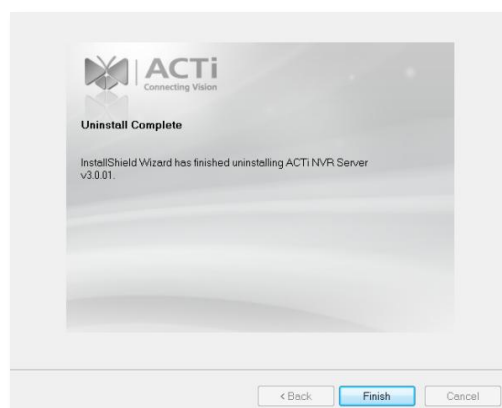 ACTi
Connecting Vision
Uninstall Complete
InstallShield Wizard has finished uninstalling ACTi NVR Server
v3.0.01.
< Back Finish Cancel